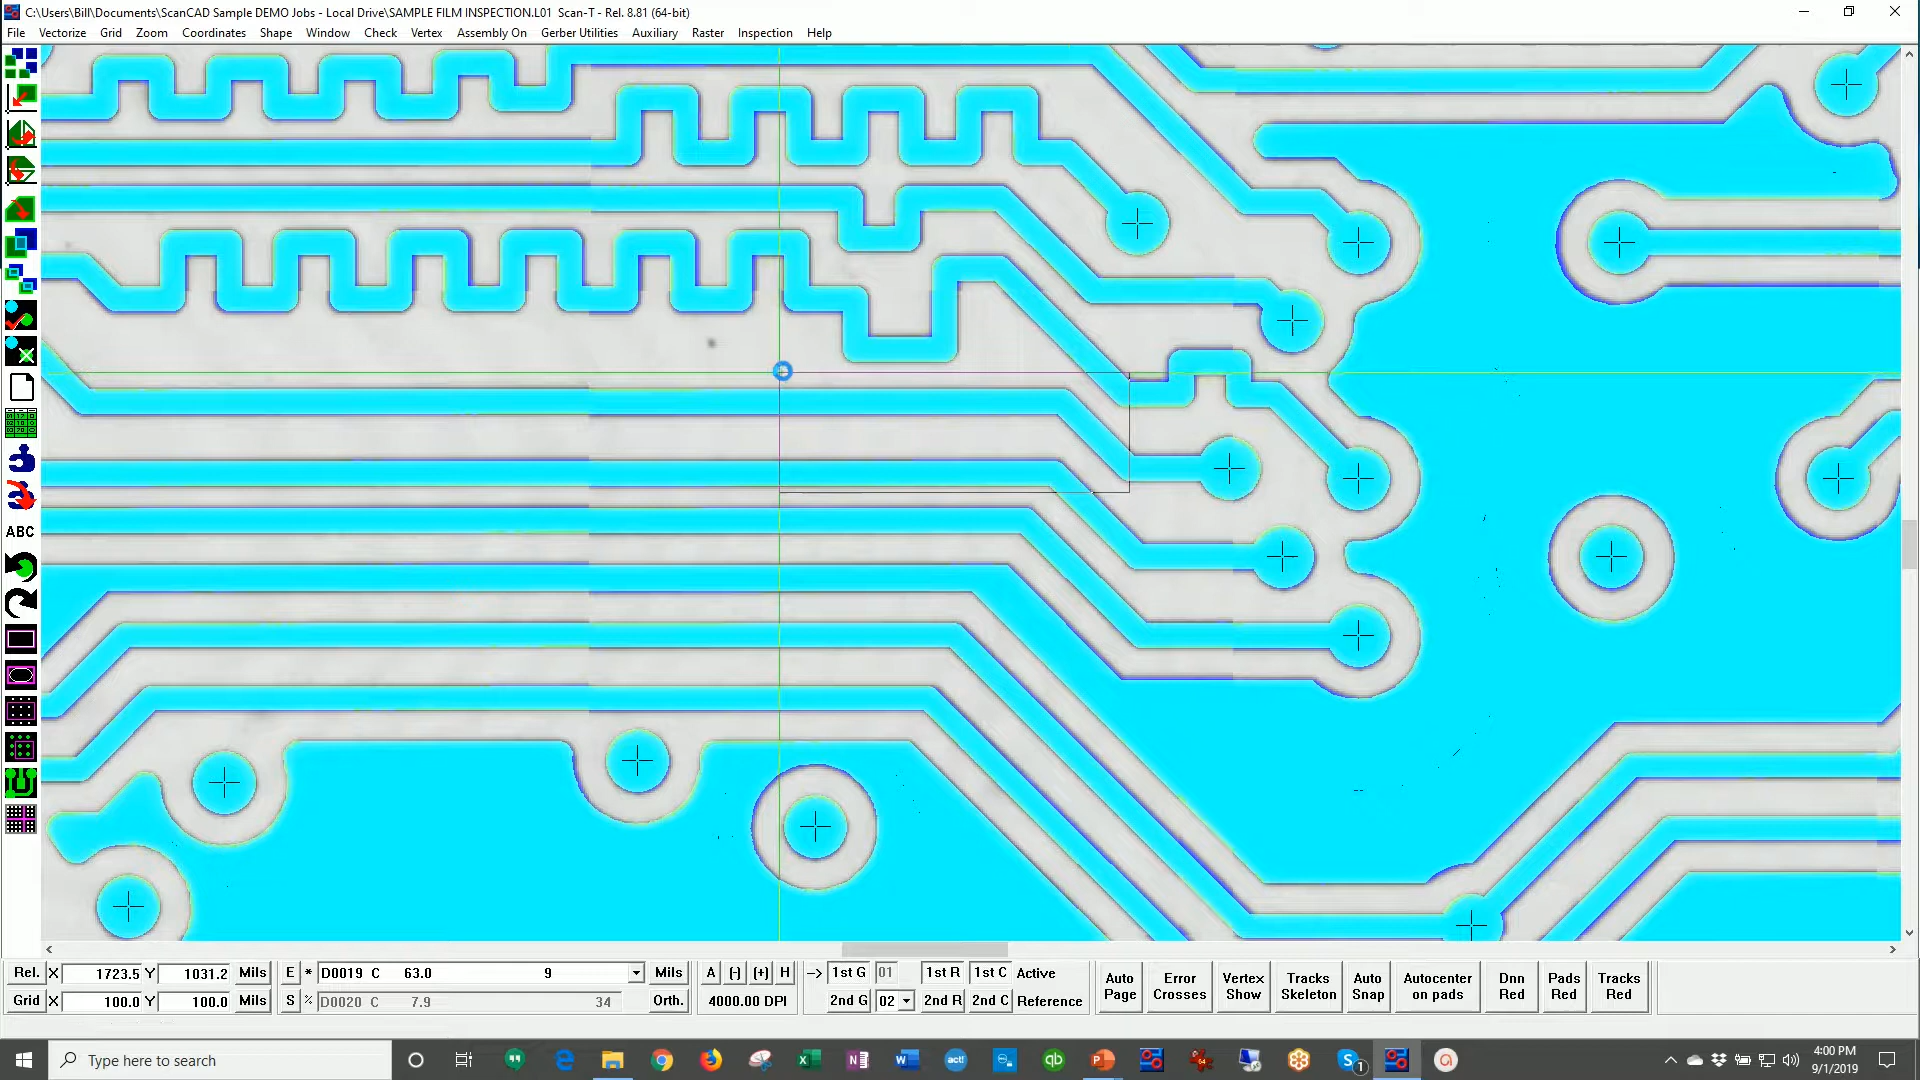 C:\Users\Bill\Documents\ScanCAD Sample DEMO Jobs - Local Drive\SAMPLE FILM INSPECTION.L01  Scan-T - Rel. 8.81 (64-bit)
File Vectorize Grid Zoom Coordinates Shape Window Check Vertex Assembly On Gerber Utilities Auxiliary Raster Inspection Help
ABC
Rel. X 1723.5 Y 1031.2 Mils E * D0019 C 63.0 9 Mils A (-) (+) H -> 1st G 01 1st R 1st C Active
Grid X 100.0 Y 100.0 Mils S % D0020 C 7.9 34 Orth. 4000.00 DPI 2nd G 02 2nd R 2nd C Reference
Auto Page
Error Crosses
Vertex Show
Tracks Skeleton
Auto Snap
Autocenter on pads
Dnn Red
Pads Red
Tracks Red
Type here to search
act!
qb
4:00 PM
9/1/2019